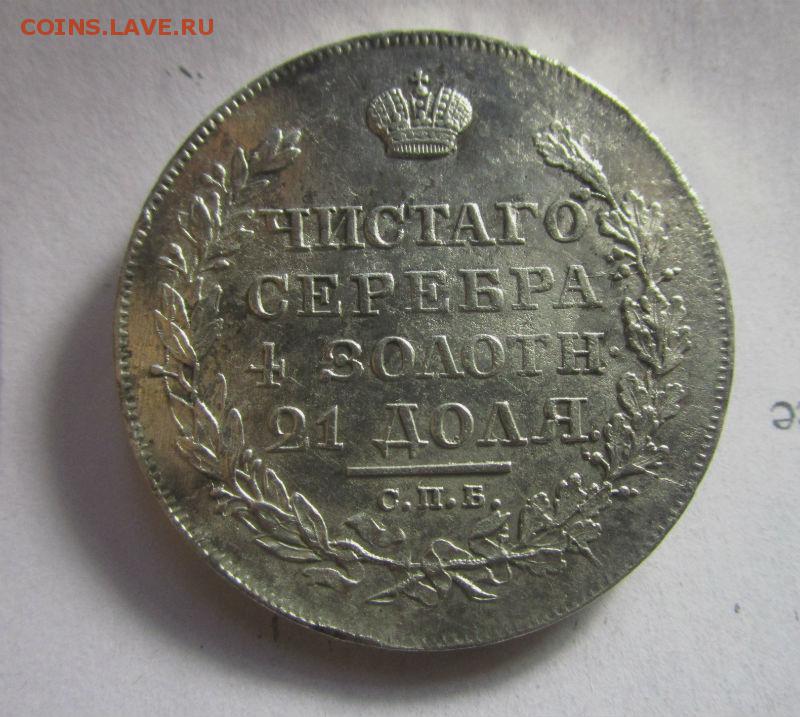 COINS.LAVE.RU
ЧИСТАГО
СЕРЕБРА
4 ЗОЛОТН.
21 ДОЛЯ.
С.П.Б.